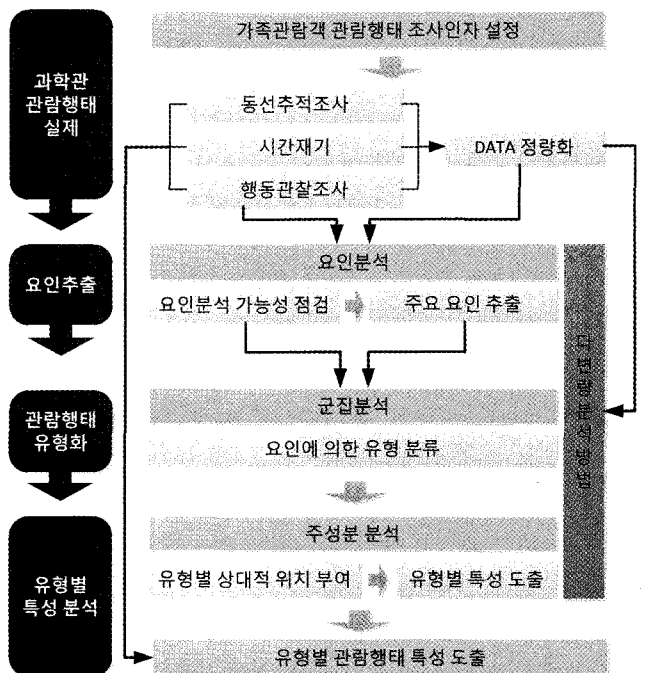 가족관람객 관람행태 조사인자 설정
과학관
관람행태
실제
동선추적조사
시간재기
DATA 정량화
행동관찰조사
요인분석
요인추출
요인분석 가능성 점검
주요 요인 추출
다변량분석방법
군집분석
관람행태
유형화
요인에 의한 유형 분류
주성분 분석
유형별
특성 분석
유형별 상대적 위치 부여
유형별 특성 도출
유형별 관람행태 특성 도출